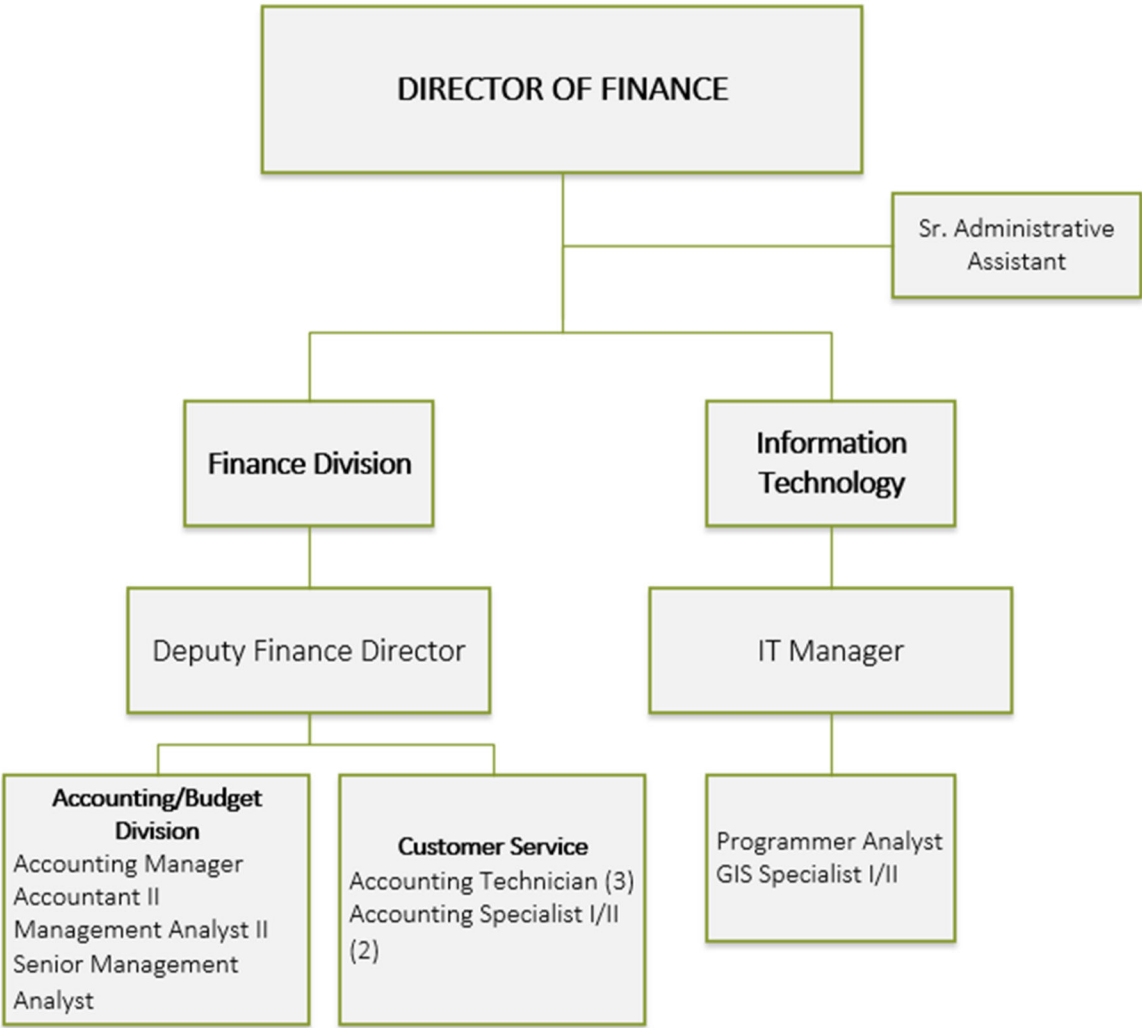 DIRECTOR OF FINANCE
Sr. Administrative
Assistant
Finance Division
Information
Technology
Deputy Finance Director
IT Manager
Accounting/Budget
Division
Accounting Manager
Accountant II
Management Analyst II
Senior Management
Analyst
Customer Service
Accounting Technician (3)
Accounting Specialist I/II
(2)
Programmer Analyst
GIS Specialist I/II